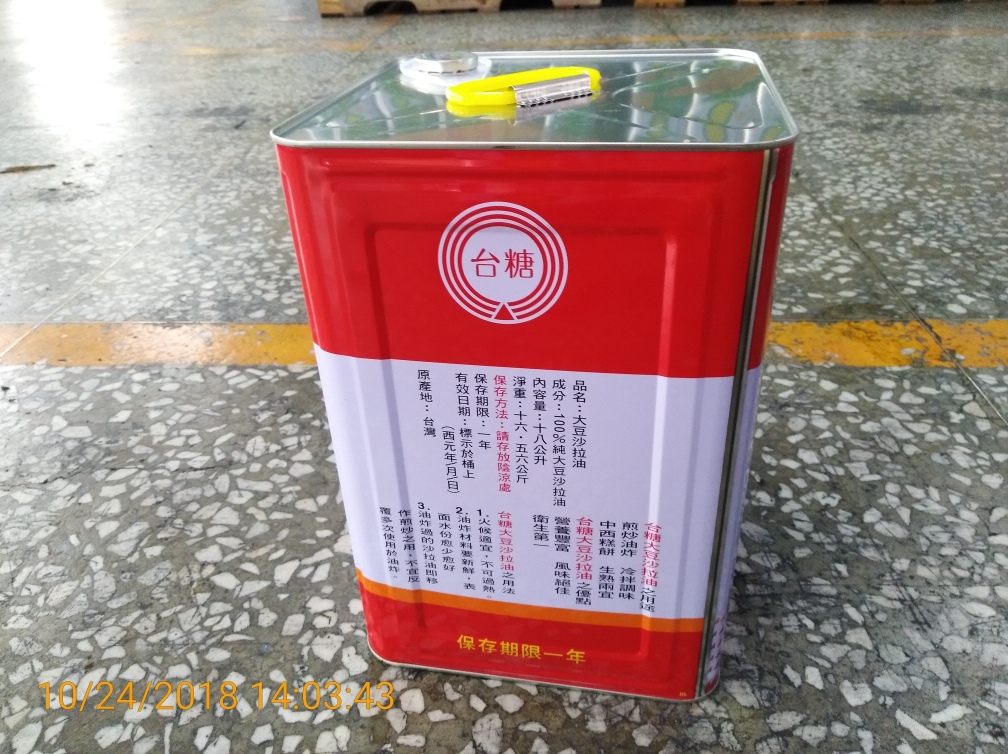 台糖
品名：大豆沙拉油
成分：100%純大豆沙拉油
內容量：十八公升
淨重：十六．五六公斤
保存方法：請存放陰涼處
保存期限：一年
有效日期：標示於桶上
(西元年/月/日)
原產地：台灣
台糖大豆沙拉油之用途
煎炒油炸　冷拌調味
中西糕餅　生熟兩宜
台糖大豆沙拉油之優點
營養豐富　風味絕佳
衛生第一
台糖大豆沙拉油之用法
1.火候適宜，不可過熱。
2.油炸材料要新鮮，表
面水份愈少愈好
3.油炸過的沙拉油即移
作煎炒之用，不宜反
覆多次使用於油炸。
保存期限一年
10/24/2018 14:03:43